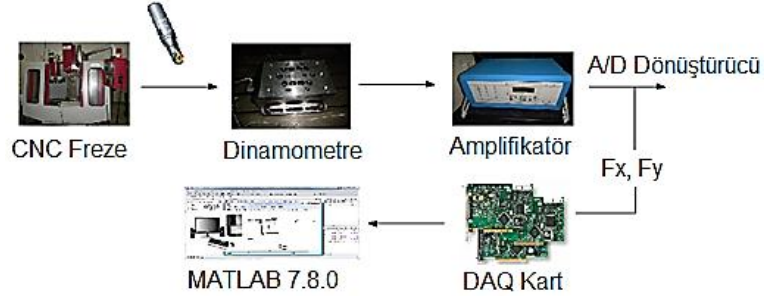 A/D Dönüştürücü
CNC Freze
Dinamometre
Amplifikatör
Fx, Fy
MATLAB 7.8.0
DAQ Kart